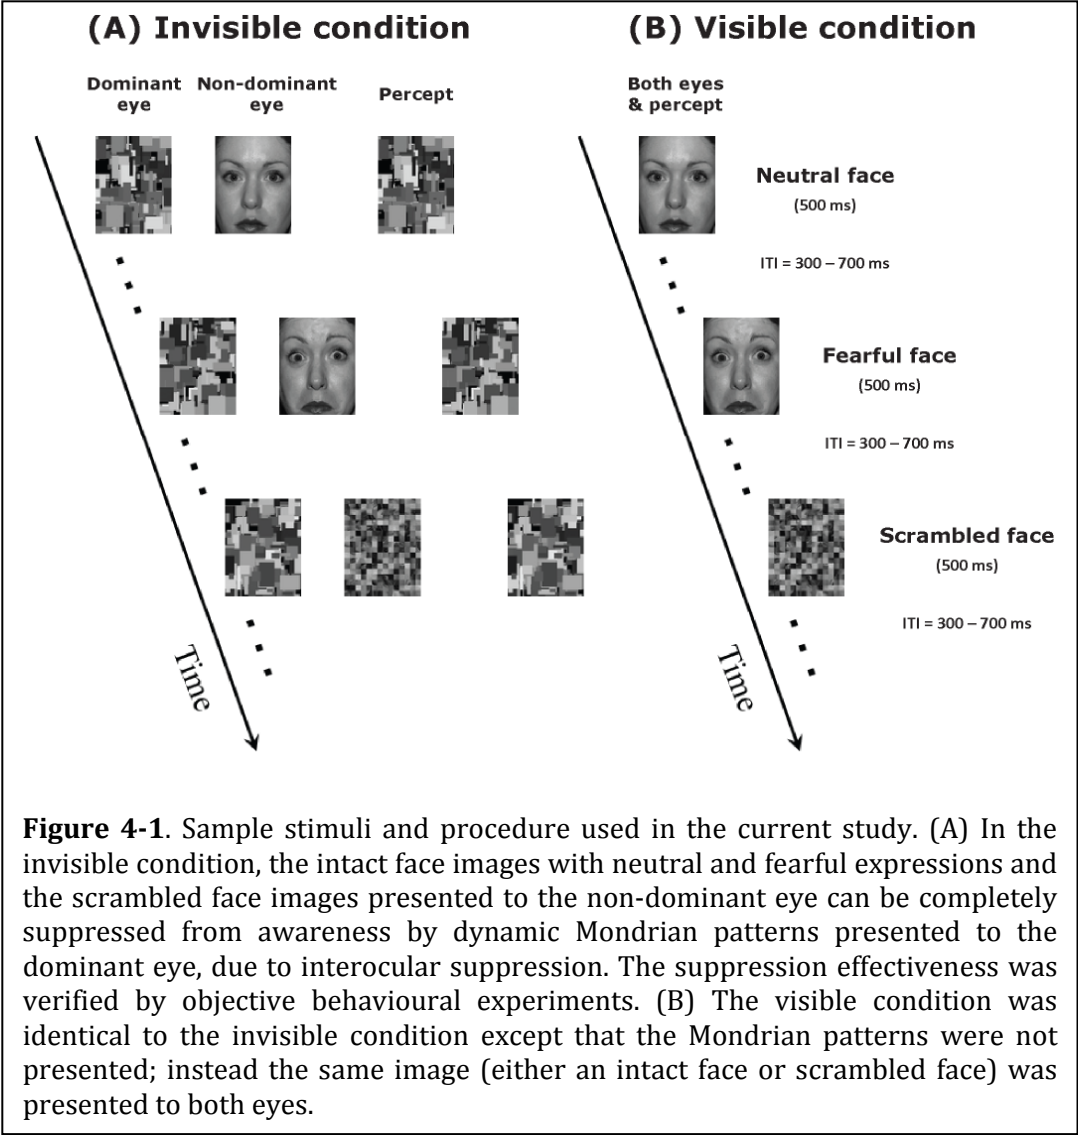 (A) Invisible condition
(B) Visible condition
Dominant eye
Non-dominant eye
Percept
Both eyes & percept
Neutral face
(500 ms)
ITI = 300 – 700 ms
Fearful face
(500 ms)
ITI = 300 – 700 ms
Scrambled face
(500 ms)
ITI = 300 – 700 ms
Time
Time
Figure 4-1. Sample stimuli and procedure used in the current study. (A) In the
invisible condition, the intact face images with neutral and fearful expressions and
the scrambled face images presented to the non-dominant eye can be completely
suppressed from awareness by dynamic Mondrian patterns presented to the
dominant eye, due to interocular suppression. The suppression effectiveness was
verified by objective behavioural experiments. (B) The visible condition was
identical to the invisible condition except that the Mondrian patterns were not
presented; instead the same image (either an intact face or scrambled face) was
presented to both eyes.